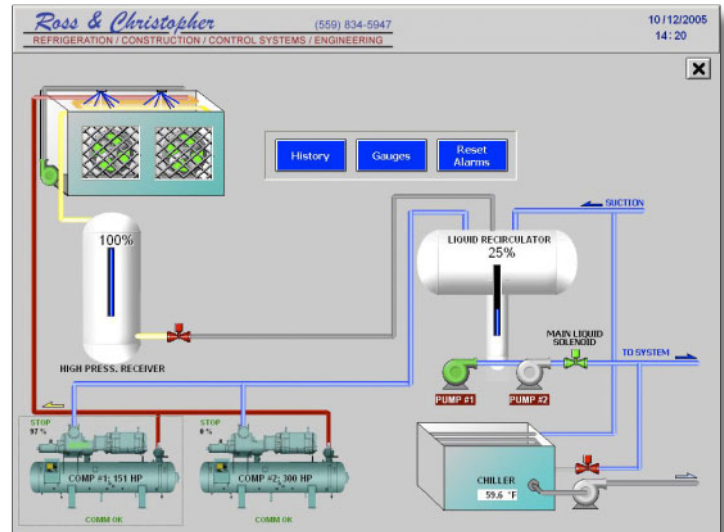 Ross & Christopher (559) 834-5947
REFRIGERATION / CONSTRUCTION / CONTROL SYSTEMS / ENGINEERING
10/12/2005
14:20
X
History
Gauges
Reset
Alarms
SUCTION
100%
LIQUID RECIRCULATOR
25%
MAIN LIQUID
SOLENOID
TO SYSTEM
HIGH PRESS. RECEIVER
PUMP #1
PUMP #2
STOP
97 %
STOP
0 %
COMP #1; 151 HP
COMP #2; 300 HP
CHILLER
59.6 °F
COMM OK
COMM OK